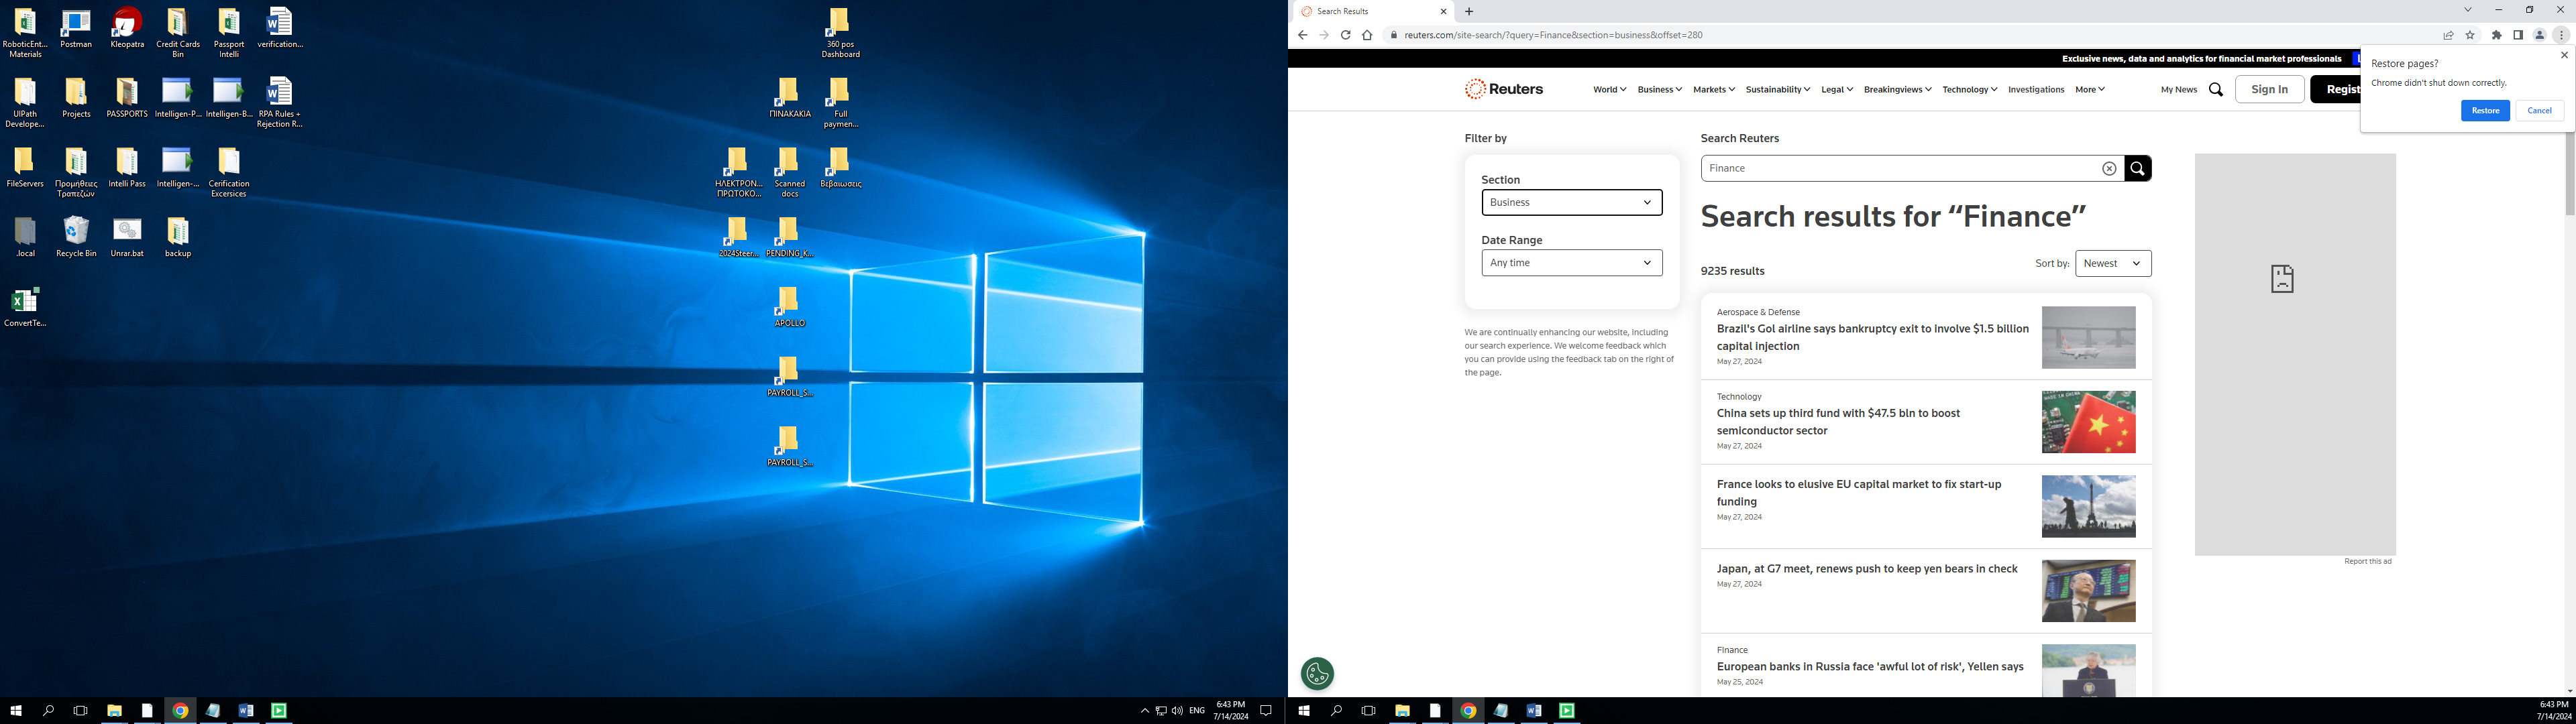 RoboticEnt...
Materials
Postman
Kleopatra
Credit Cards
Bin
Passport
Intelli
verification...
UIPath
Develope...
Projects
PASSPORTS
Intelligen-P...
Intelligen-B...
RPA Rules +
Rejection R...
FileServers
Προμήθειες
Τραπεζών
Intelli Pass
Intelligen-...
Cerification
Excersices
.local
Recycle Bin
Unrar.bat
backup
ConvertTe...
360 pos
Dashboard
ΠΙΝΑΚΑΚΙΑ
Full
paymen...
ΗΛΕΚΤΡΟΝ...
ΠΡΩΤΟΚΟ...
Scanned
docs
Βεβαιωσεις
2024Steer...
PENDING_K...
APOLLO
PAYROLL_S...
PAYROLL_S...
ENG
6:43 PM
7/14/2024
Search Results
reuters.com/site-search/?query=Finance&section=business&offset=280
Exclusive news, data and analytics for financial market professionals
Restore pages?
Chrome didn't shut down correctly.
Restore
Cancel
Reuters
World
Business
Markets
Sustainability
Legal
Breakingviews
Technology
Investigations
More
My News
Sign In
Regist
Filter by
Section
Business
Date Range
Any time
We are continually enhancing our website, including
our search experience. We welcome feedback which
you can provide using the feedback tab on the right of
the page.
Search Reuters
Finance
Search results for “Finance”
9235 results
Sort by:
Newest
Aerospace & Defense
Brazil's Gol airline says bankruptcy exit to involve $1.5 billion
capital injection
May 27, 2024
Technology
China sets up third fund with $47.5 bln to boost
semiconductor sector
May 27, 2024
France looks to elusive EU capital market to fix start-up
funding
May 27, 2024
Japan, at G7 meet, renews push to keep yen bears in check
May 27, 2024
Finance
European banks in Russia face 'awful lot of risk', Yellen says
May 25, 2024
Report this ad
6:43 PM
7/14/2024